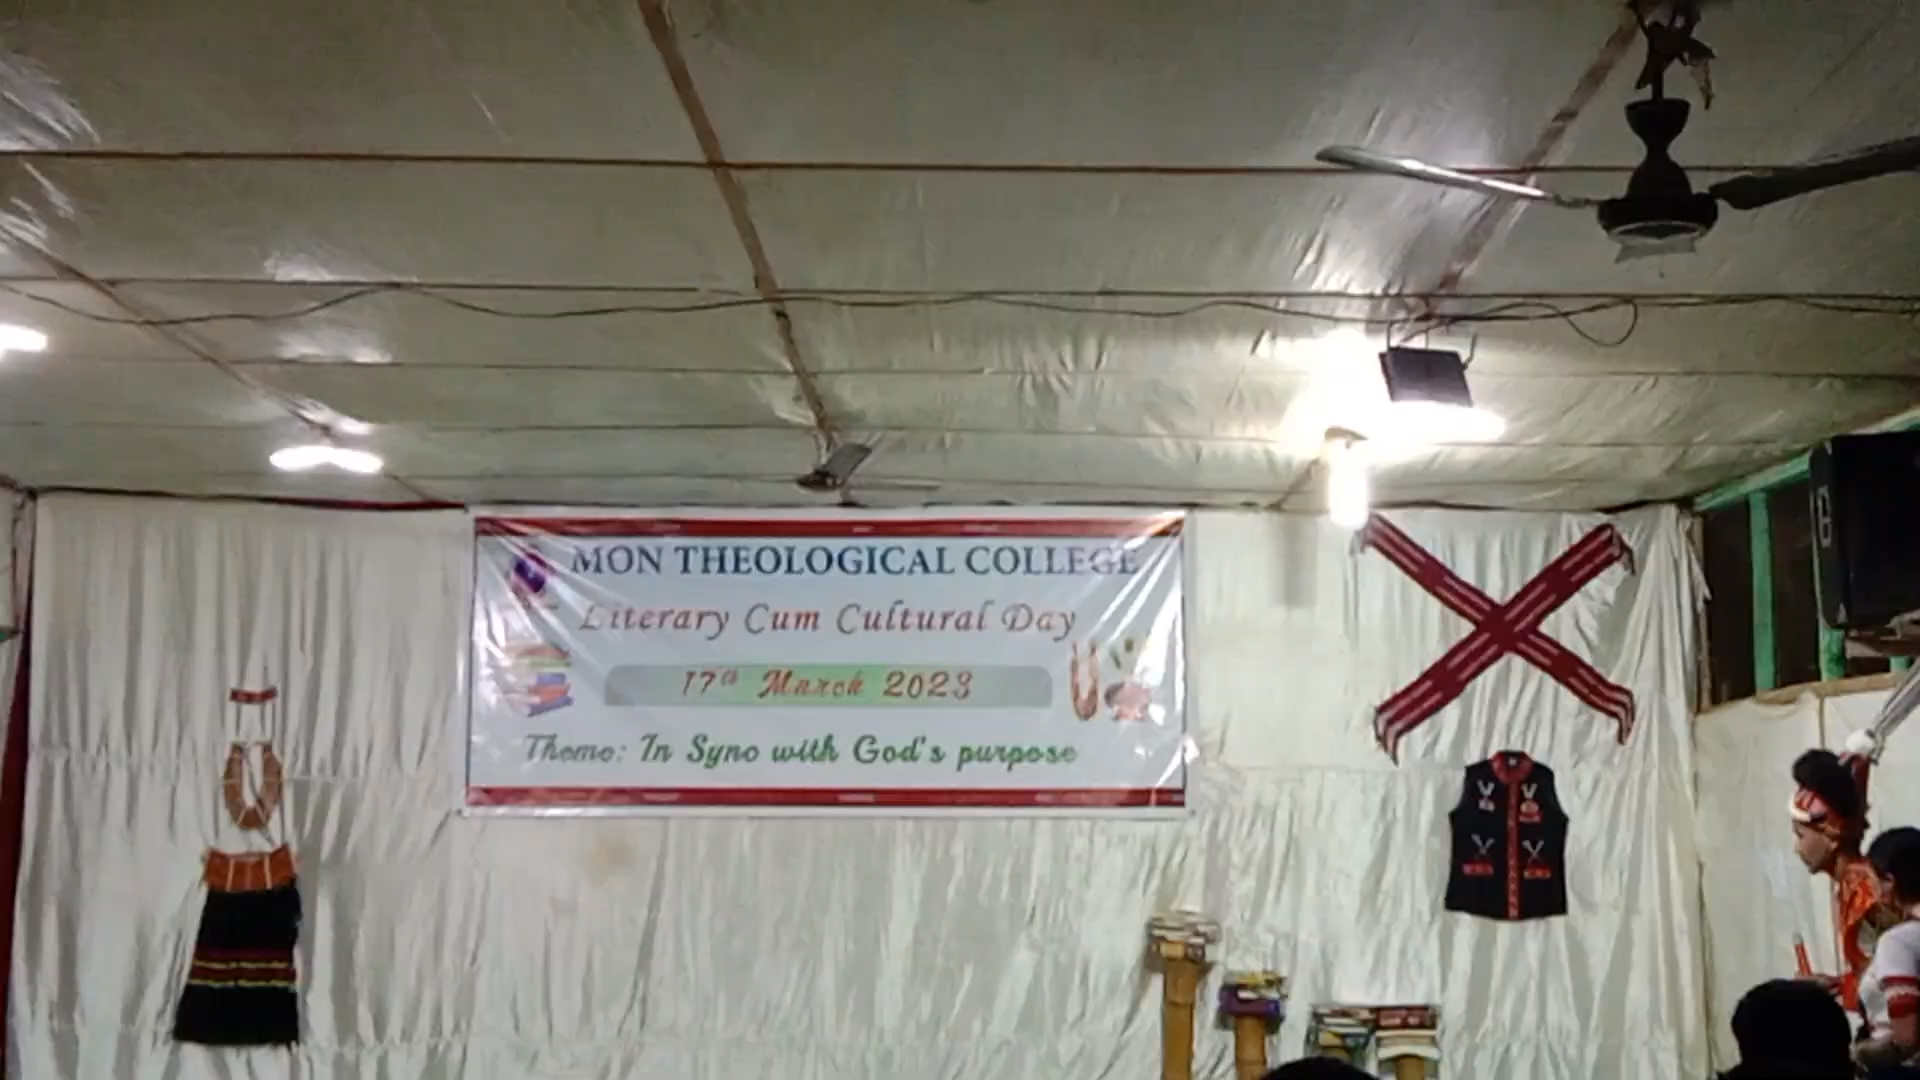 MON THEOLOGICAL COLLEGE
Literary Cum Cultural Day
17th March 2023
Theme: In Sync with God's purpose